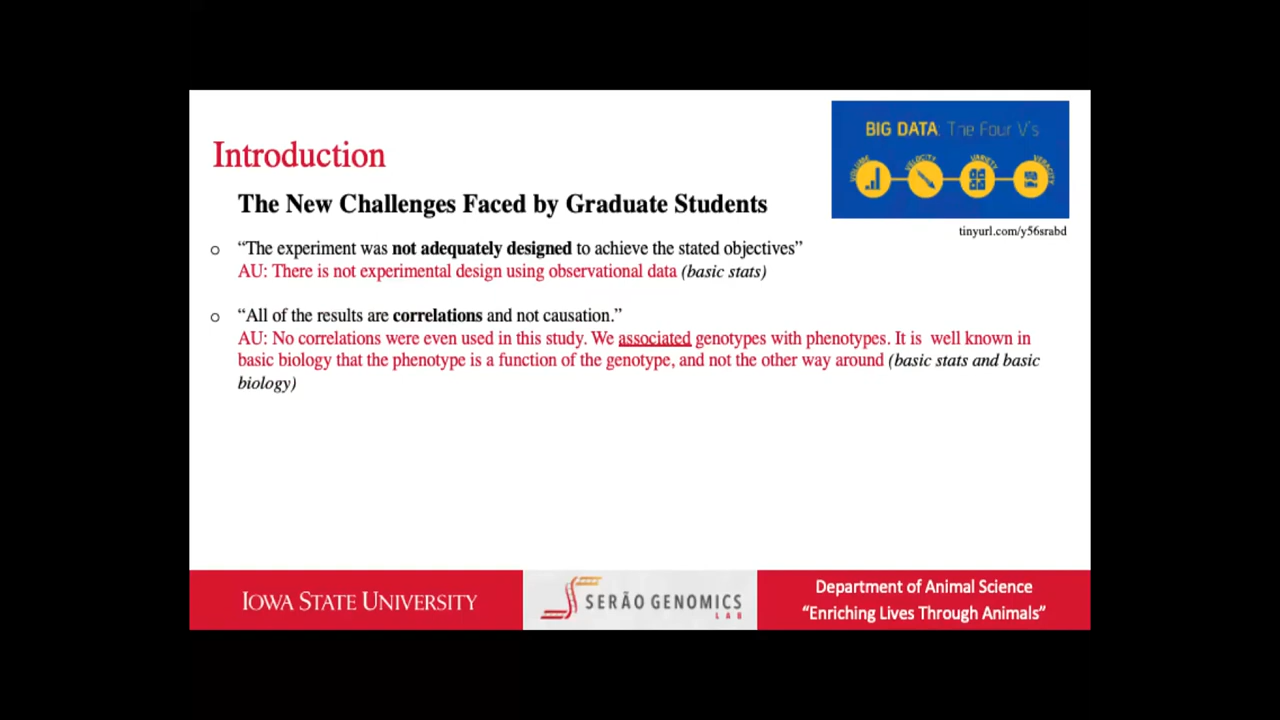 BIG DATA: The Four V's
VOLUME
VELOCITY
VARIETY
VERACITY
tinyurl.com/y56srabd
Introduction
The New Challenges Faced by Graduate Students
“The experiment was not adequately designed to achieve the stated objectives”
AU: There is not experimental design using observational data (basic stats)
“All of the results are correlations and not causation.”
AU: No correlations were even used in this study. We associated genotypes with phenotypes. It is well known in
basic biology that the phenotype is a function of the genotype, and not the other way around (basic stats and basic
biology)
IOWA STATE UNIVERSITY
SERÃO GENOMICS
LAB
Department of Animal Science
“Enriching Lives Through Animals”